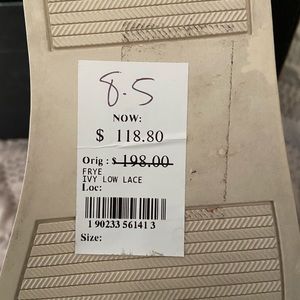 8.5
NOW:
$ 118.80
Orig : $ 198.00
FRYE
IVY LOW LACE
Loc:
1 90233 56141 3
Size: